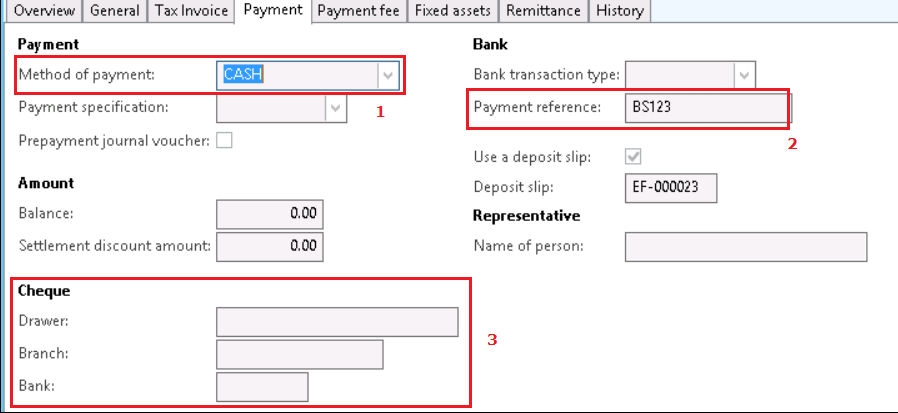 Overview General Tax Invoice Payment Payment fee Fixed assets Remittance History
Payment
Method of payment: CASH
1
Payment specification:
Prepayment journal voucher:
Amount
Balance: 0.00
Settlement discount amount: 0.00
Cheque
Drawer:
Branch:
Bank:
3
Bank
Bank transaction type:
Payment reference: BS123
2
Use a deposit slip:
Deposit slip: EF-000023
Representative
Name of person: